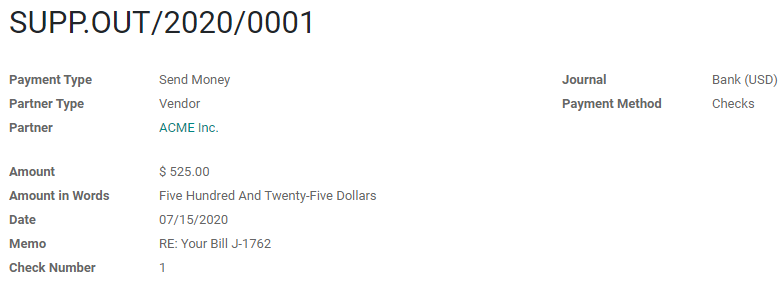 SUPP.OUT/2020/0001
Payment Type Send Money Journal Bank (USD)
Partner Type Vendor Payment Method Checks
Partner ACME Inc.
Amount $ 525.00
Amount in Words Five Hundred And Twenty-Five Dollars
Date 07/15/2020
Memo RE: Your Bill J-1762
Check Number 1